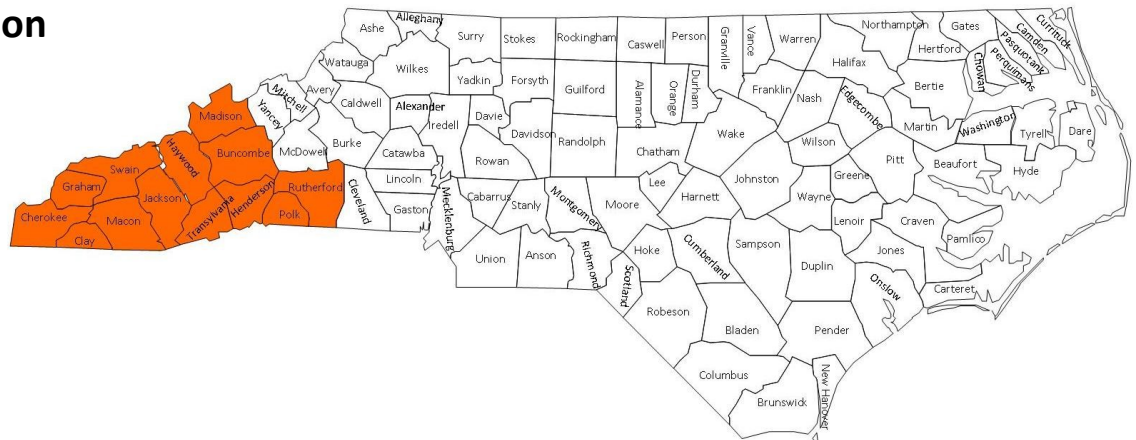 on
Ashe
Alleghany
Surry
Stokes
Rockingham
Caswell
Person
Granville
Vance
Warren
Northampton
Gates
Hertford
Halifax
Currituck
Camden
Pasquotank
Perquimans
Chowan
Watauga
Wilkes
Yadkin
Forsyth
Guilford
Alamance
Orange
Durham
Franklin
Nash
Edgecombe
Bertie
Mitchell
Avery
Yancey
Caldwell
Alexander
Iredell
Davie
Davidson
Randolph
Chatham
Wake
Wilson
Martin
Washington
Tyrell
Dare
Madison
Buncombe
McDowell
Burke
Catawba
Rowan
Swain
Haywood
Graham
Jackson
Transylvania
Henderson
Rutherford
Polk
Cleveland
Lincoln
Gaston
Mecklenburg
Cabarrus
Stanly
Montgomery
Moore
Lee
Harnett
Johnston
Wayne
Greene
Pitt
Beaufort
Hyde
Cherokee
Macon
Clay
Union
Anson
Richmond
Scotland
Hoke
Cumberland
Sampson
Duplin
Lenoir
Craven
Pamlico
Jones
Onslow
Carteret
Robeson
Bladen
Pender
Columbus
Brunswick
New Hanover